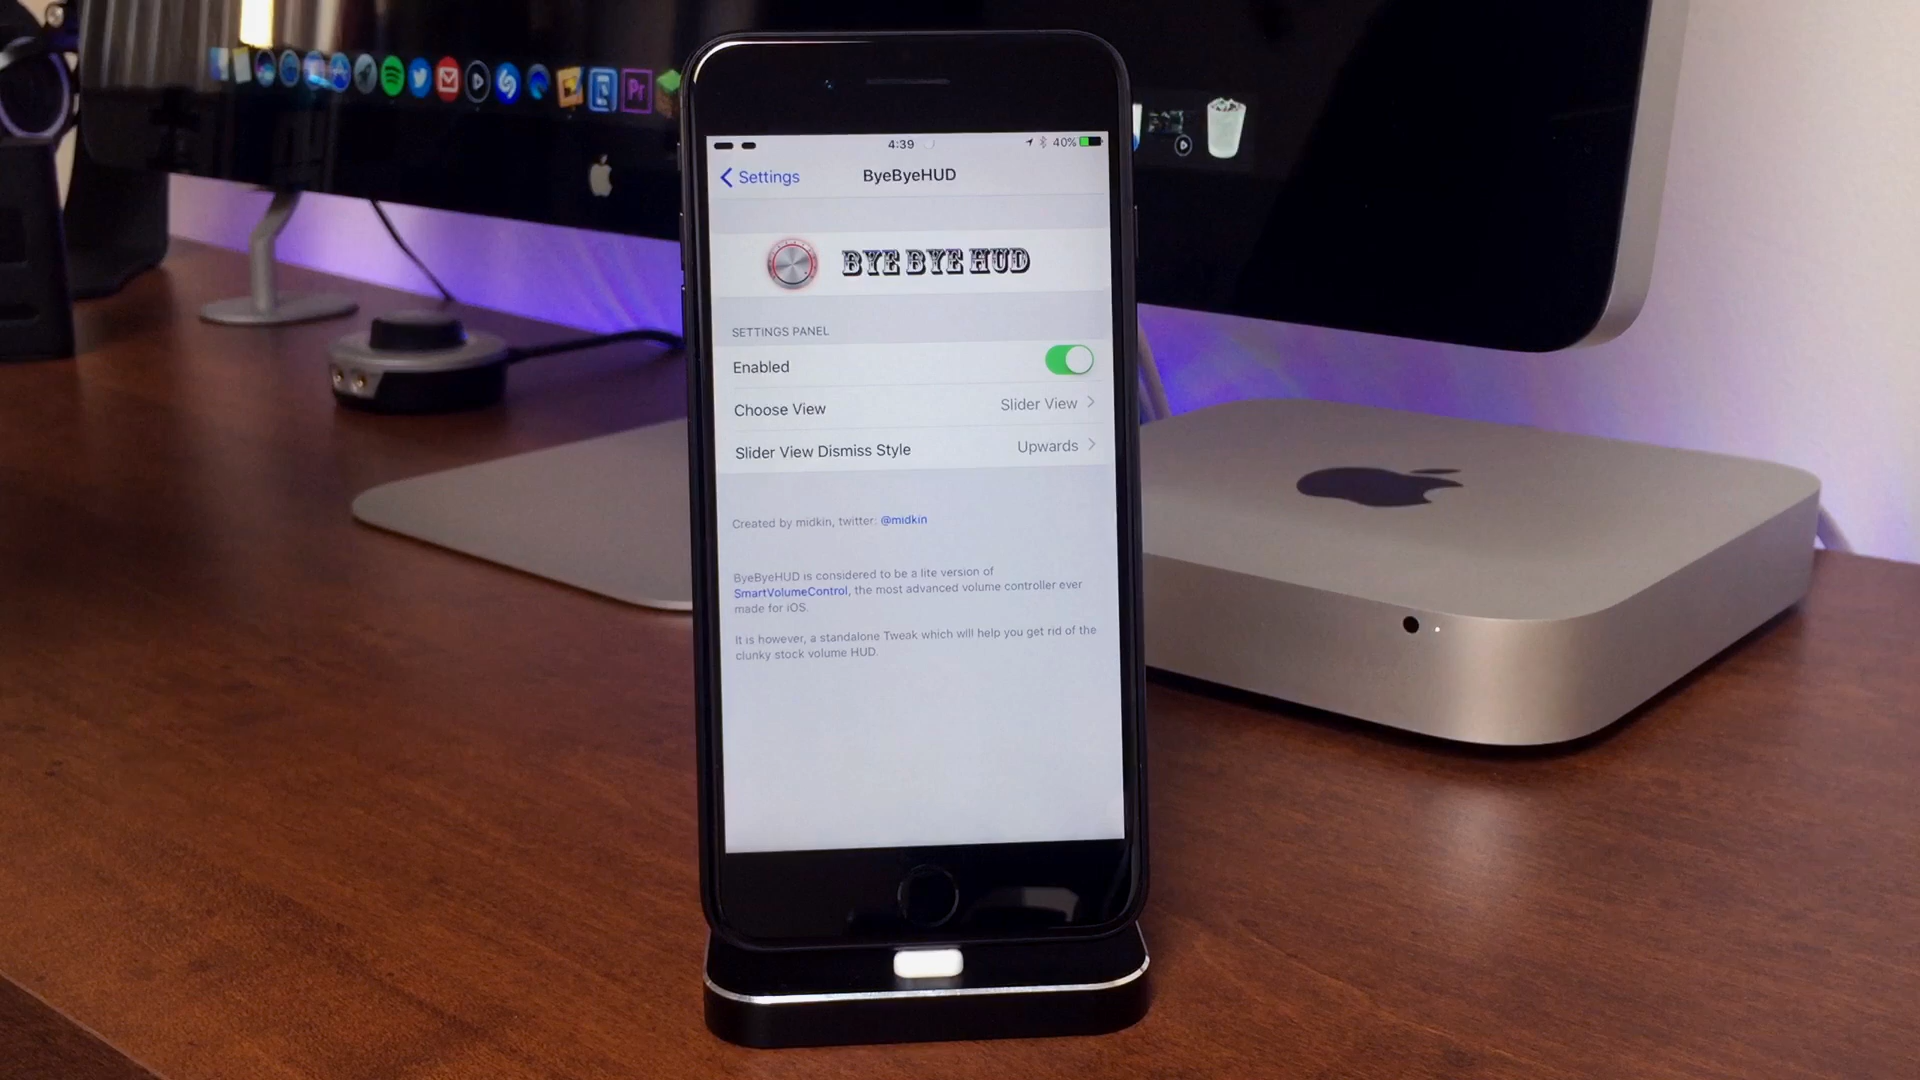 Pr
4:39
40%
Settings
ByeByeHUD
BYE BYE HUD
SETTINGS PANEL
Enabled
Choose View
Slider View
Slider View Dismiss Style
Upwards
Created by midkin, twitter: @midkin
ByeByeHUD is considered to be a lite version of
SmartVolumeControl, the most advanced volume controller ever
made for iOS.
It is however, a standalone Tweak which will help you get rid of the
clunky stock volume HUD.